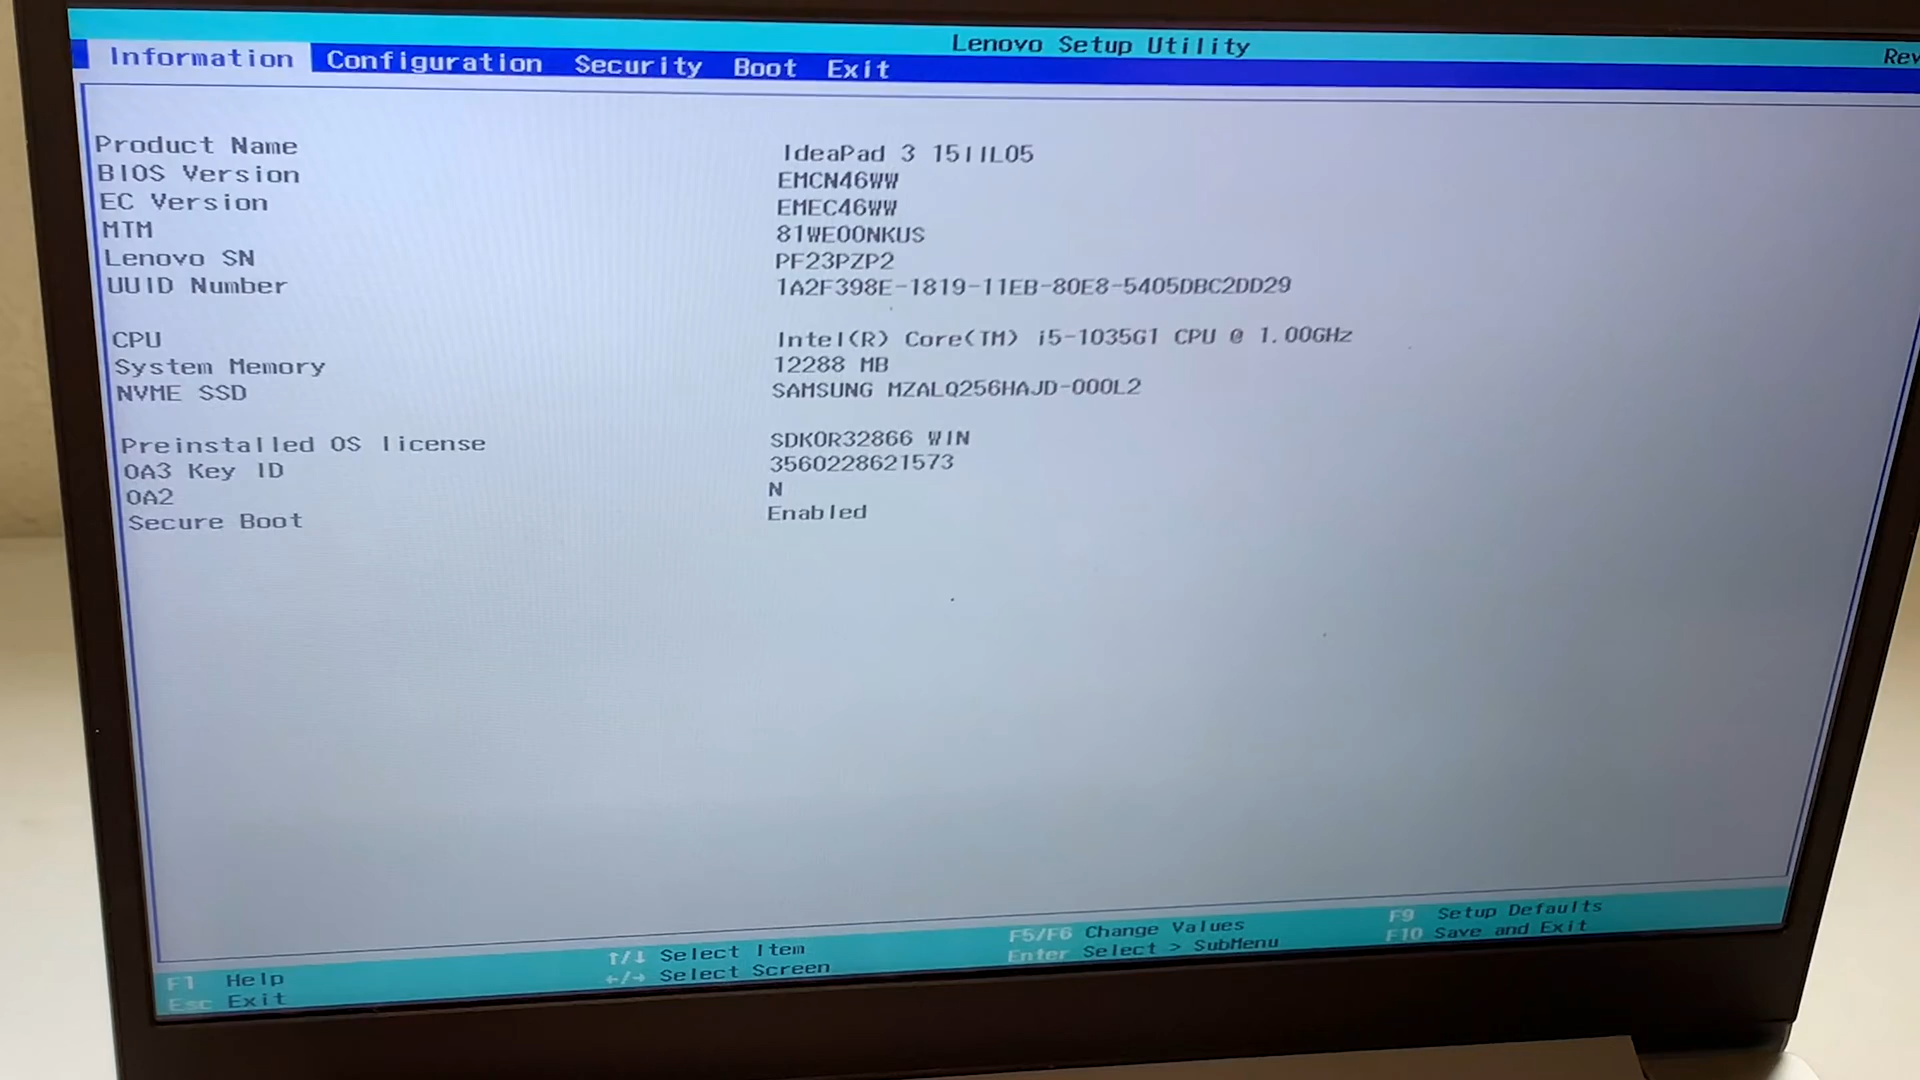 Lenovo Setup Utility
Rev
Information Configuration Security Boot Exit
Product Name IdeaPad 3 15IIL05
BIOS Version EMCN46WW
EC Version EMEC46WW
MTM 81WE00NKUS
Lenovo SN PF23PZP2
UUID Number 1A2F398E-1819-11EB-80E8-5405DBC2DD29
CPU Intel(R) Core(TM) i5-1035G1 CPU @ 1.00GHz
System Memory 12288 MB
NVME SSD SAMSUNG MZALQ256HAJD-000L2
Preinstalled OS license SDK0R32866 WIN
OA3 Key ID 3560228621573
OA2 N
Secure Boot Enabled
F1 Help ↑/↓ Select Item F5/F6 Change Values F9 Setup Defaults
Esc Exit ←/→ Select Screen Enter Select > SubMenu F10 Save and Exit